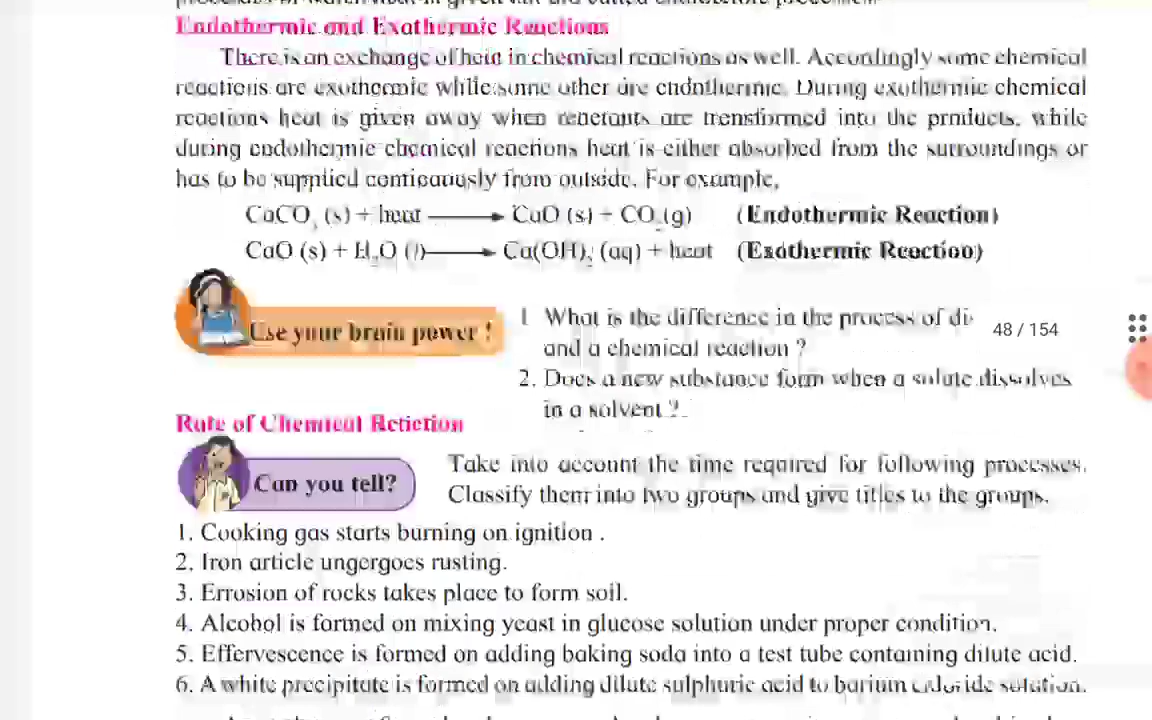 Endothermic and Exothermic Reactions
There is an exchange of heat in chemical reactions as well. Accordingly some chemical
reactions are exothermic while some other are endothermic. During exothermic chemical
reactions heat is given away when reactants are transformed into the products, while
during endothermic chemical reactions heat is either absorbed from the surroundings or
has to be supplied continuously from outside. For example,
CaCO₃ (s) + heat ⟶ CaO (s) + CO₂(g) (Endothermic Reaction)
CaO (s) + H₂O (l) ⟶ Ca(OH)₂ (aq) + heat (Exothermic Reaction)
Use your brain power !
1 What is the difference in the process of di
and a chemical reaction ?
48 / 154
2. Does a new substance form when a solute dissolves
in a solvent ?
Rate of Chemical Reaction
Can you tell?
Take into account the time required for following processes.
Classify them into two groups and give titles to the groups.
1. Cooking gas starts burning on ignition .
2. Iron article ungergoes rusting.
3. Errosion of rocks takes place to form soil.
4. Alcohol is formed on mixing yeast in glucose solution under proper condition.
5. Effervescence is formed on adding baking soda into a test tube containing dilute acid.
6. A white precipitate is formed on adding dilute sulphuric acid to barium chloride solution.